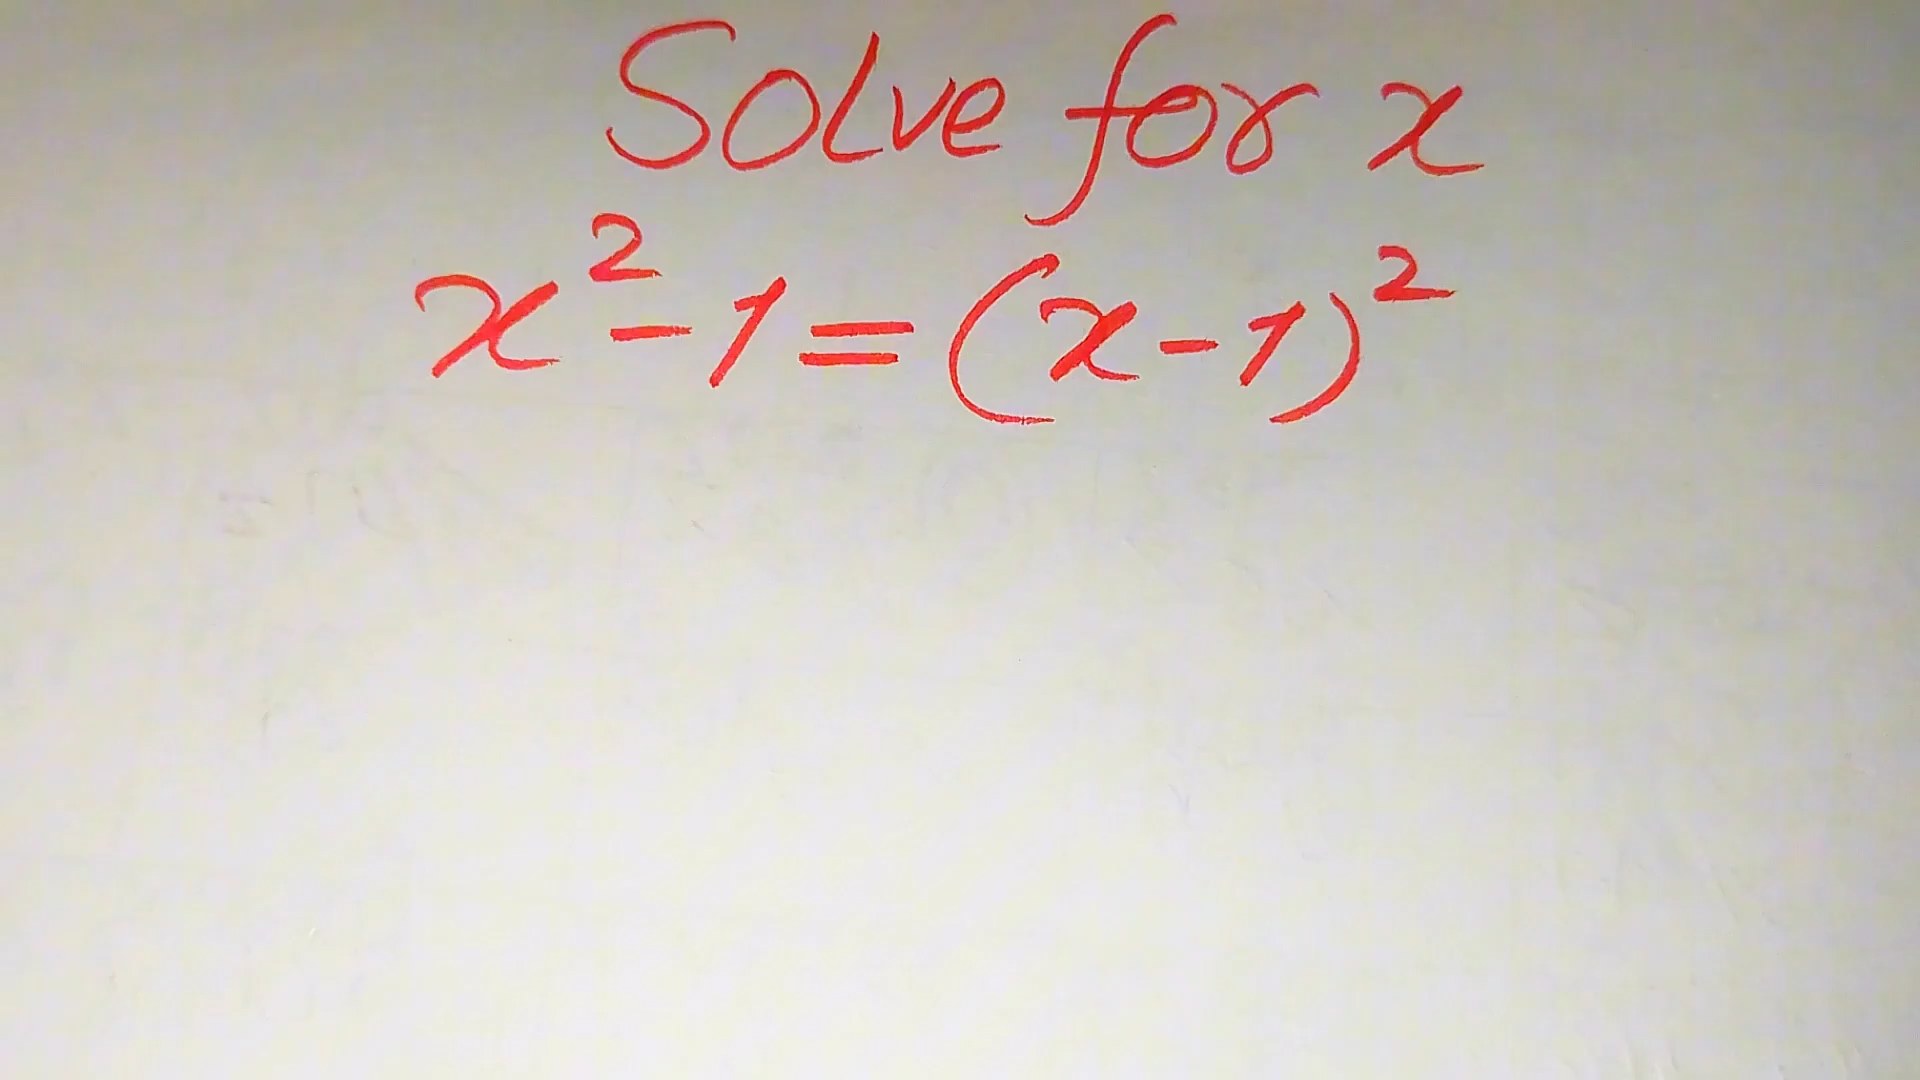 Solve for x
x²-1=(x-1)²